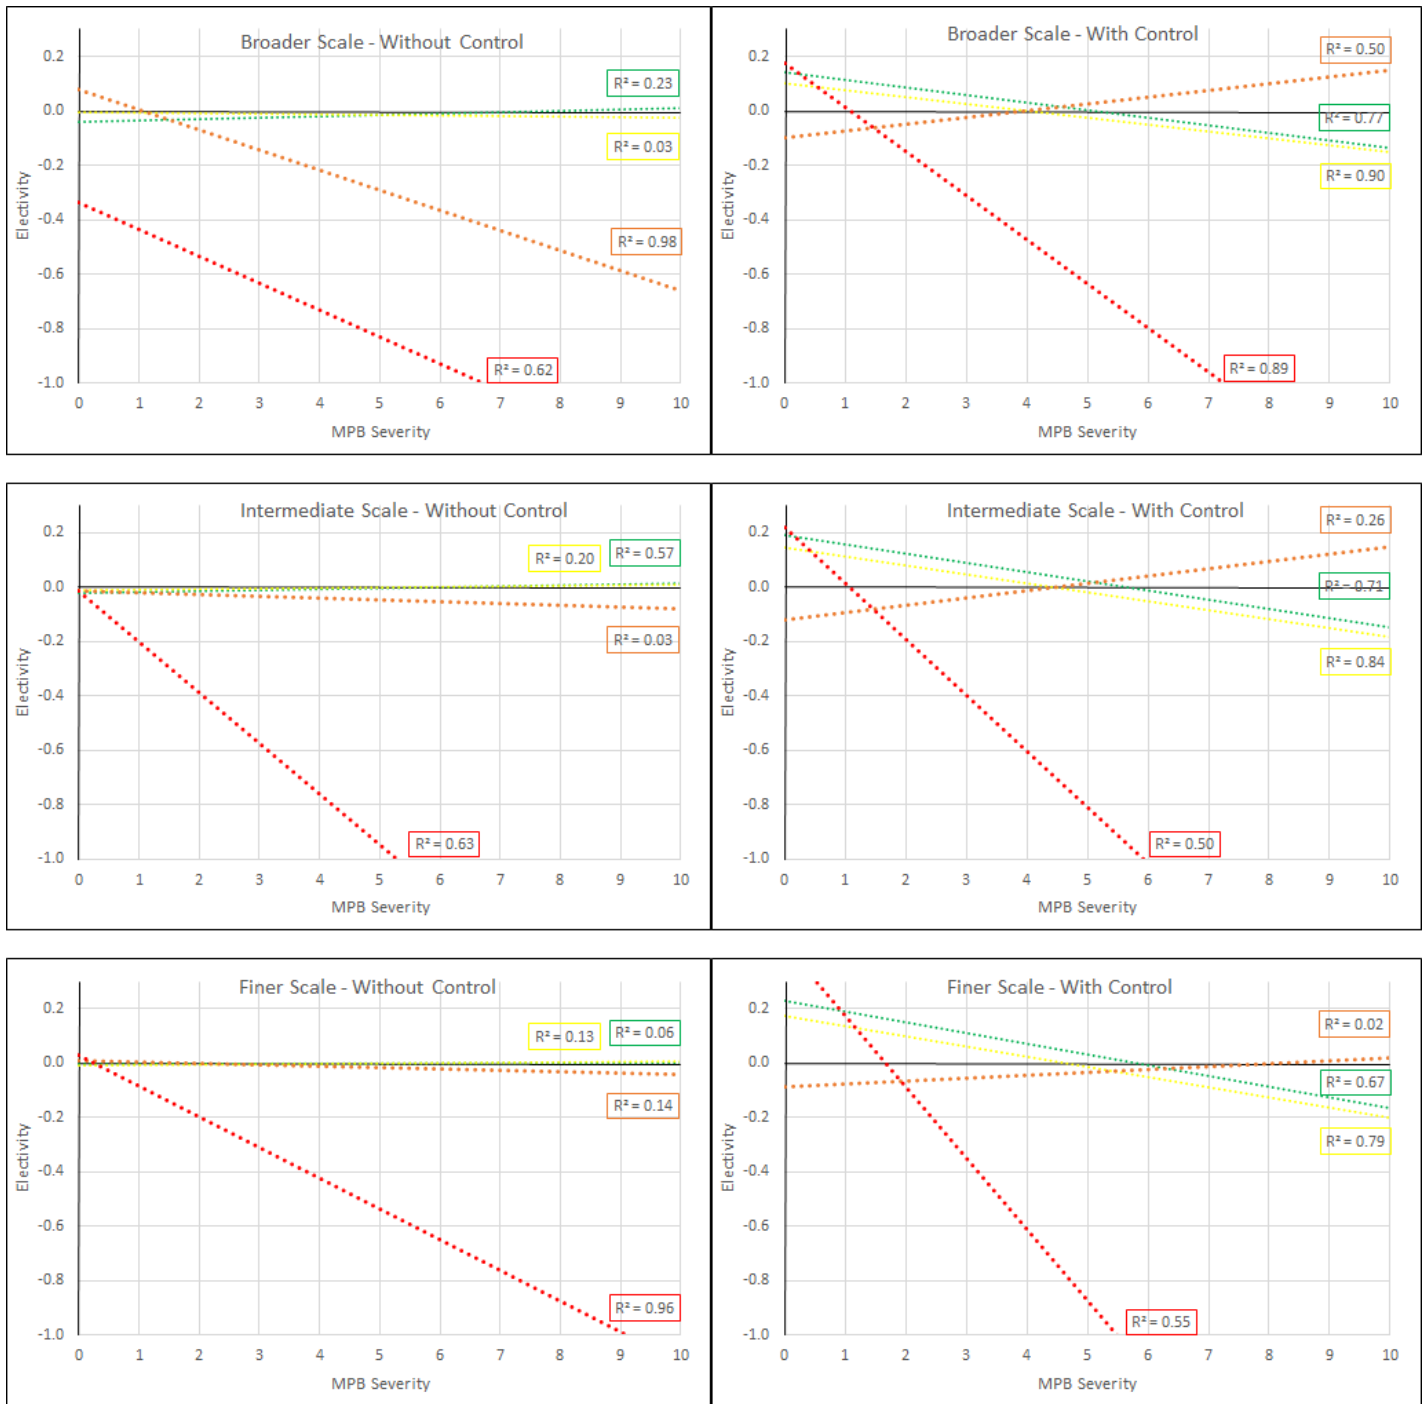 Broader Scale - Without Control
0.2
0.0
-0.2
-0.4
-0.6
-0.8
-1.0
Electivity
R² = 0.23
R² = 0.03
R² = 0.98
R² = 0.62
0 1 2 3 4 5 6 7 8 9 10
MPB Severity
Broader Scale - With Control
0.2
0.0
-0.2
-0.4
-0.6
-0.8
-1.0
Electivity
R² = 0.50
R² = 0.77
R² = 0.90
R² = 0.89
0 1 2 3 4 5 6 7 8 9 10
MPB Severity
Intermediate Scale - Without Control
0.2
0.0
-0.2
-0.4
-0.6
-0.8
-1.0
Electivity
R² = 0.20
R² = 0.57
R² = 0.03
R² = 0.63
0 1 2 3 4 5 6 7 8 9 10
MPB Severity
Intermediate Scale - With Control
0.2
0.0
-0.2
-0.4
-0.6
-0.8
-1.0
Electivity
R² = 0.26
R² = 0.71
R² = 0.84
R² = 0.50
0 1 2 3 4 5 6 7 8 9 10
MPB Severity
Finer Scale - Without Control
0.2
0.0
-0.2
-0.4
-0.6
-0.8
-1.0
Electivity
R² = 0.13
R² = 0.06
R² = 0.14
R² = 0.96
0 1 2 3 4 5 6 7 8 9 10
MPB Severity
Finer Scale - With Control
0.2
0.0
-0.2
-0.4
-0.6
-0.8
-1.0
Electivity
R² = 0.02
R² = 0.67
R² = 0.79
R² = 0.55
0 1 2 3 4 5 6 7 8 9 10
MPB Severity